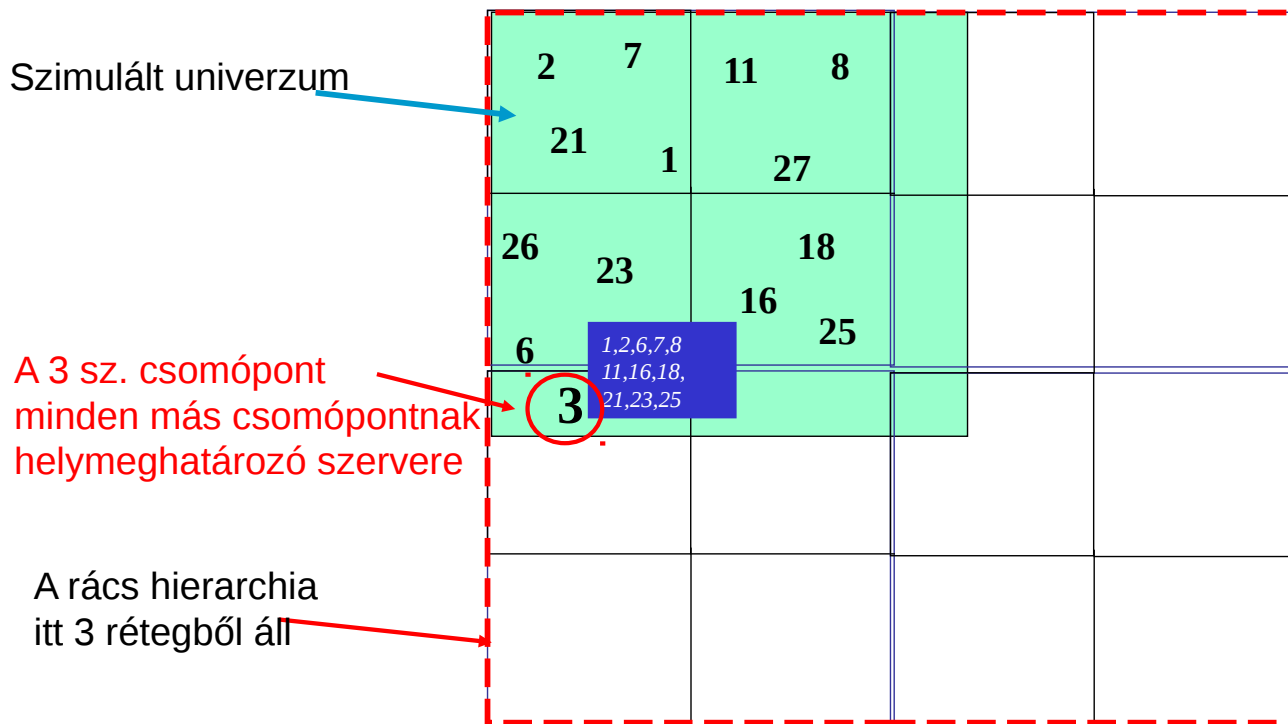 Szimulált univerzum
2 7 11 8
21 1 27
26 23 18
16
25
6
1,2,6,7,8
11,16,18,
21,23,25
3
A 3 sz. csomópont
minden más csomópontnak
helymeghatározó szervere
A rács hierarchia
itt 3 rétegből áll